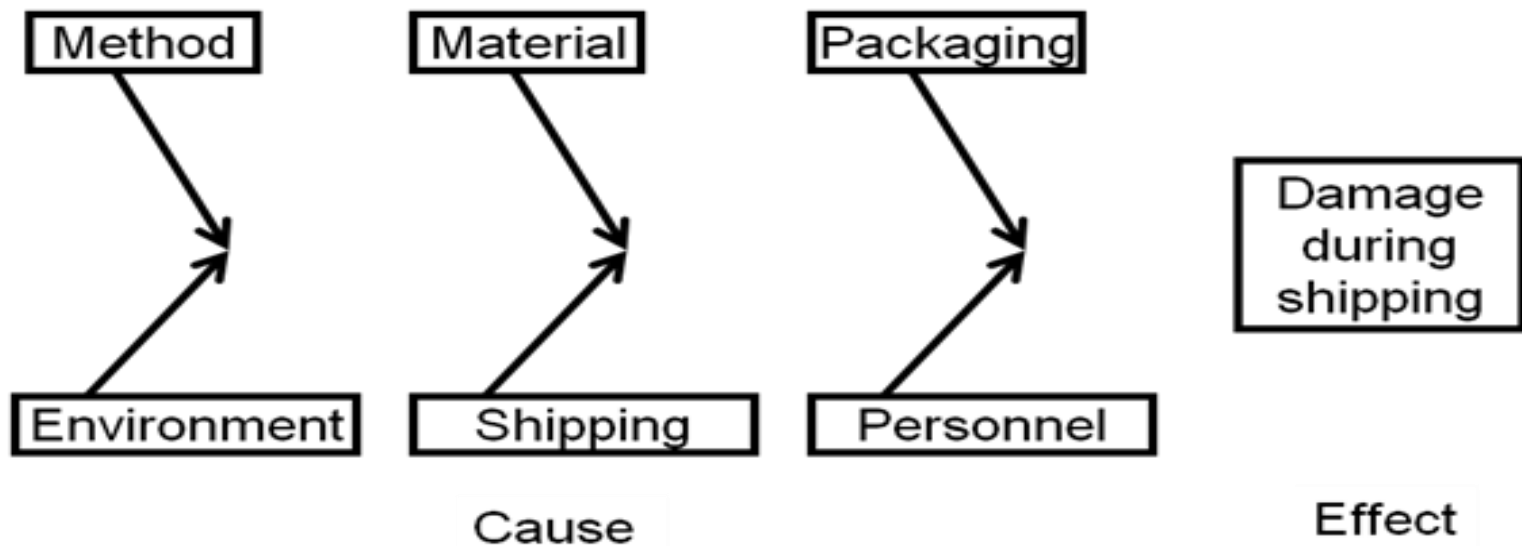 Method
Material
Packaging
Damage
during
shipping
Environment
Shipping
Personnel
Cause
Effect